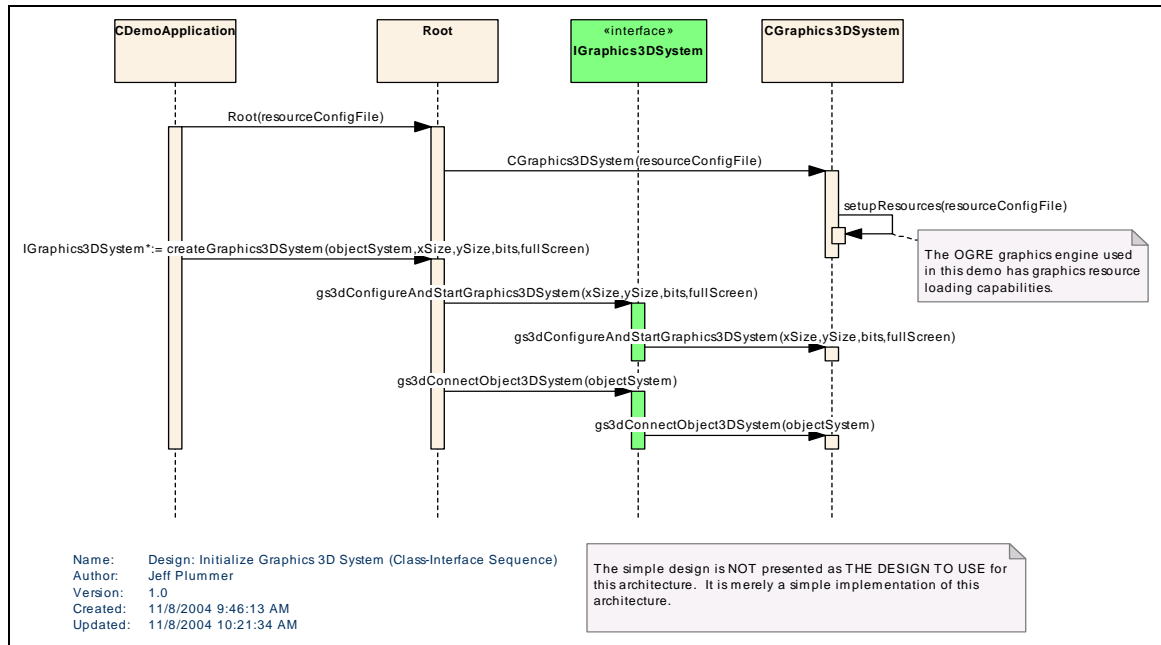 CDemoApplication
Root
«interface»
IGraphics3DSystem
CGraphics3DSystem
Root(resourceConfigFile)
CGraphics3DSystem(resourceConfigFile)
setupResources(resourceConfigFile)
The OGRE graphics engine used
in this demo has graphics resource
loading capabilities.
IGraphics3DSystem*:= createGraphics3DSystem(objectSystem,xSize,ySize,bits,fullScreen)
gs3dConfigureAndStartGraphics3DSystem(xSize,ySize,bits,fullScreen)
gs3dConfigureAndStartGraphics3DSystem(xSize,ySize,bits,fullScreen)
gs3dConnectObject3DSystem(objectSystem)
gs3dConnectObject3DSystem(objectSystem)
Name: Design: Initialize Graphics 3D System (Class-Interface Sequence)
Author: Jeff Plummer
Version: 1.0
Created: 11/8/2004 9:46:13 AM
Updated: 11/8/2004 10:21:34 AM
The simple design is NOT presented as THE DESIGN TO USE for
this architecture. It is merely a simple implementation of this
architecture.